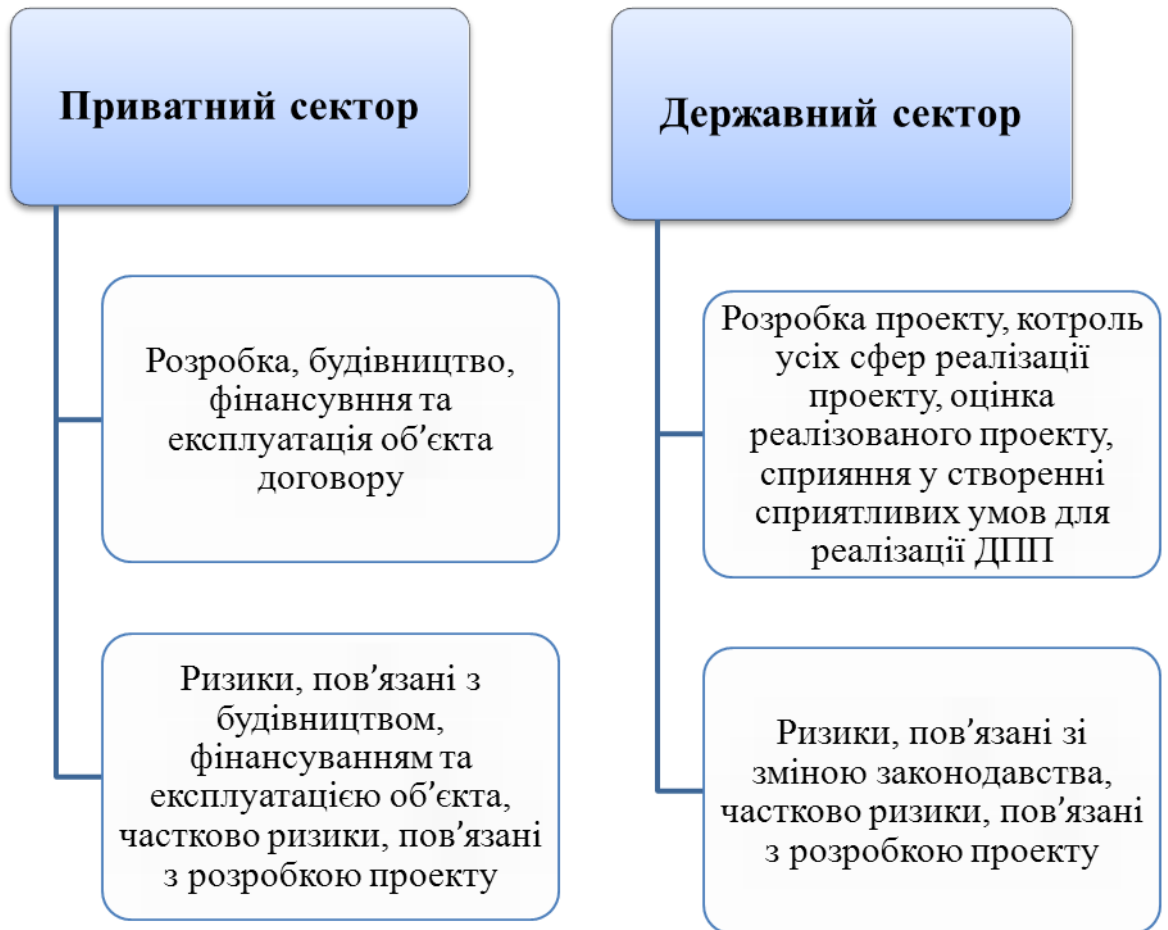 Приватний сектор
Розробка, будівництво,
фінансувння та
експлуатація об’єкта
договору
Ризики, пов’язані з
будівництвом,
фінансуванням та
експлуатацією об’єкта,
частково ризики, пов’язані
з розробкою проекту
Державний сектор
Розробка проекту, котроль
усіх сфер реалізації
проекту, оцінка
реалізованого проекту,
сприяння у створенні
сприятливих умов для
реалізації ДПП
Ризики, пов’язані зі
зміною законодавства,
частково ризики, пов’язані
з розробкою проекту